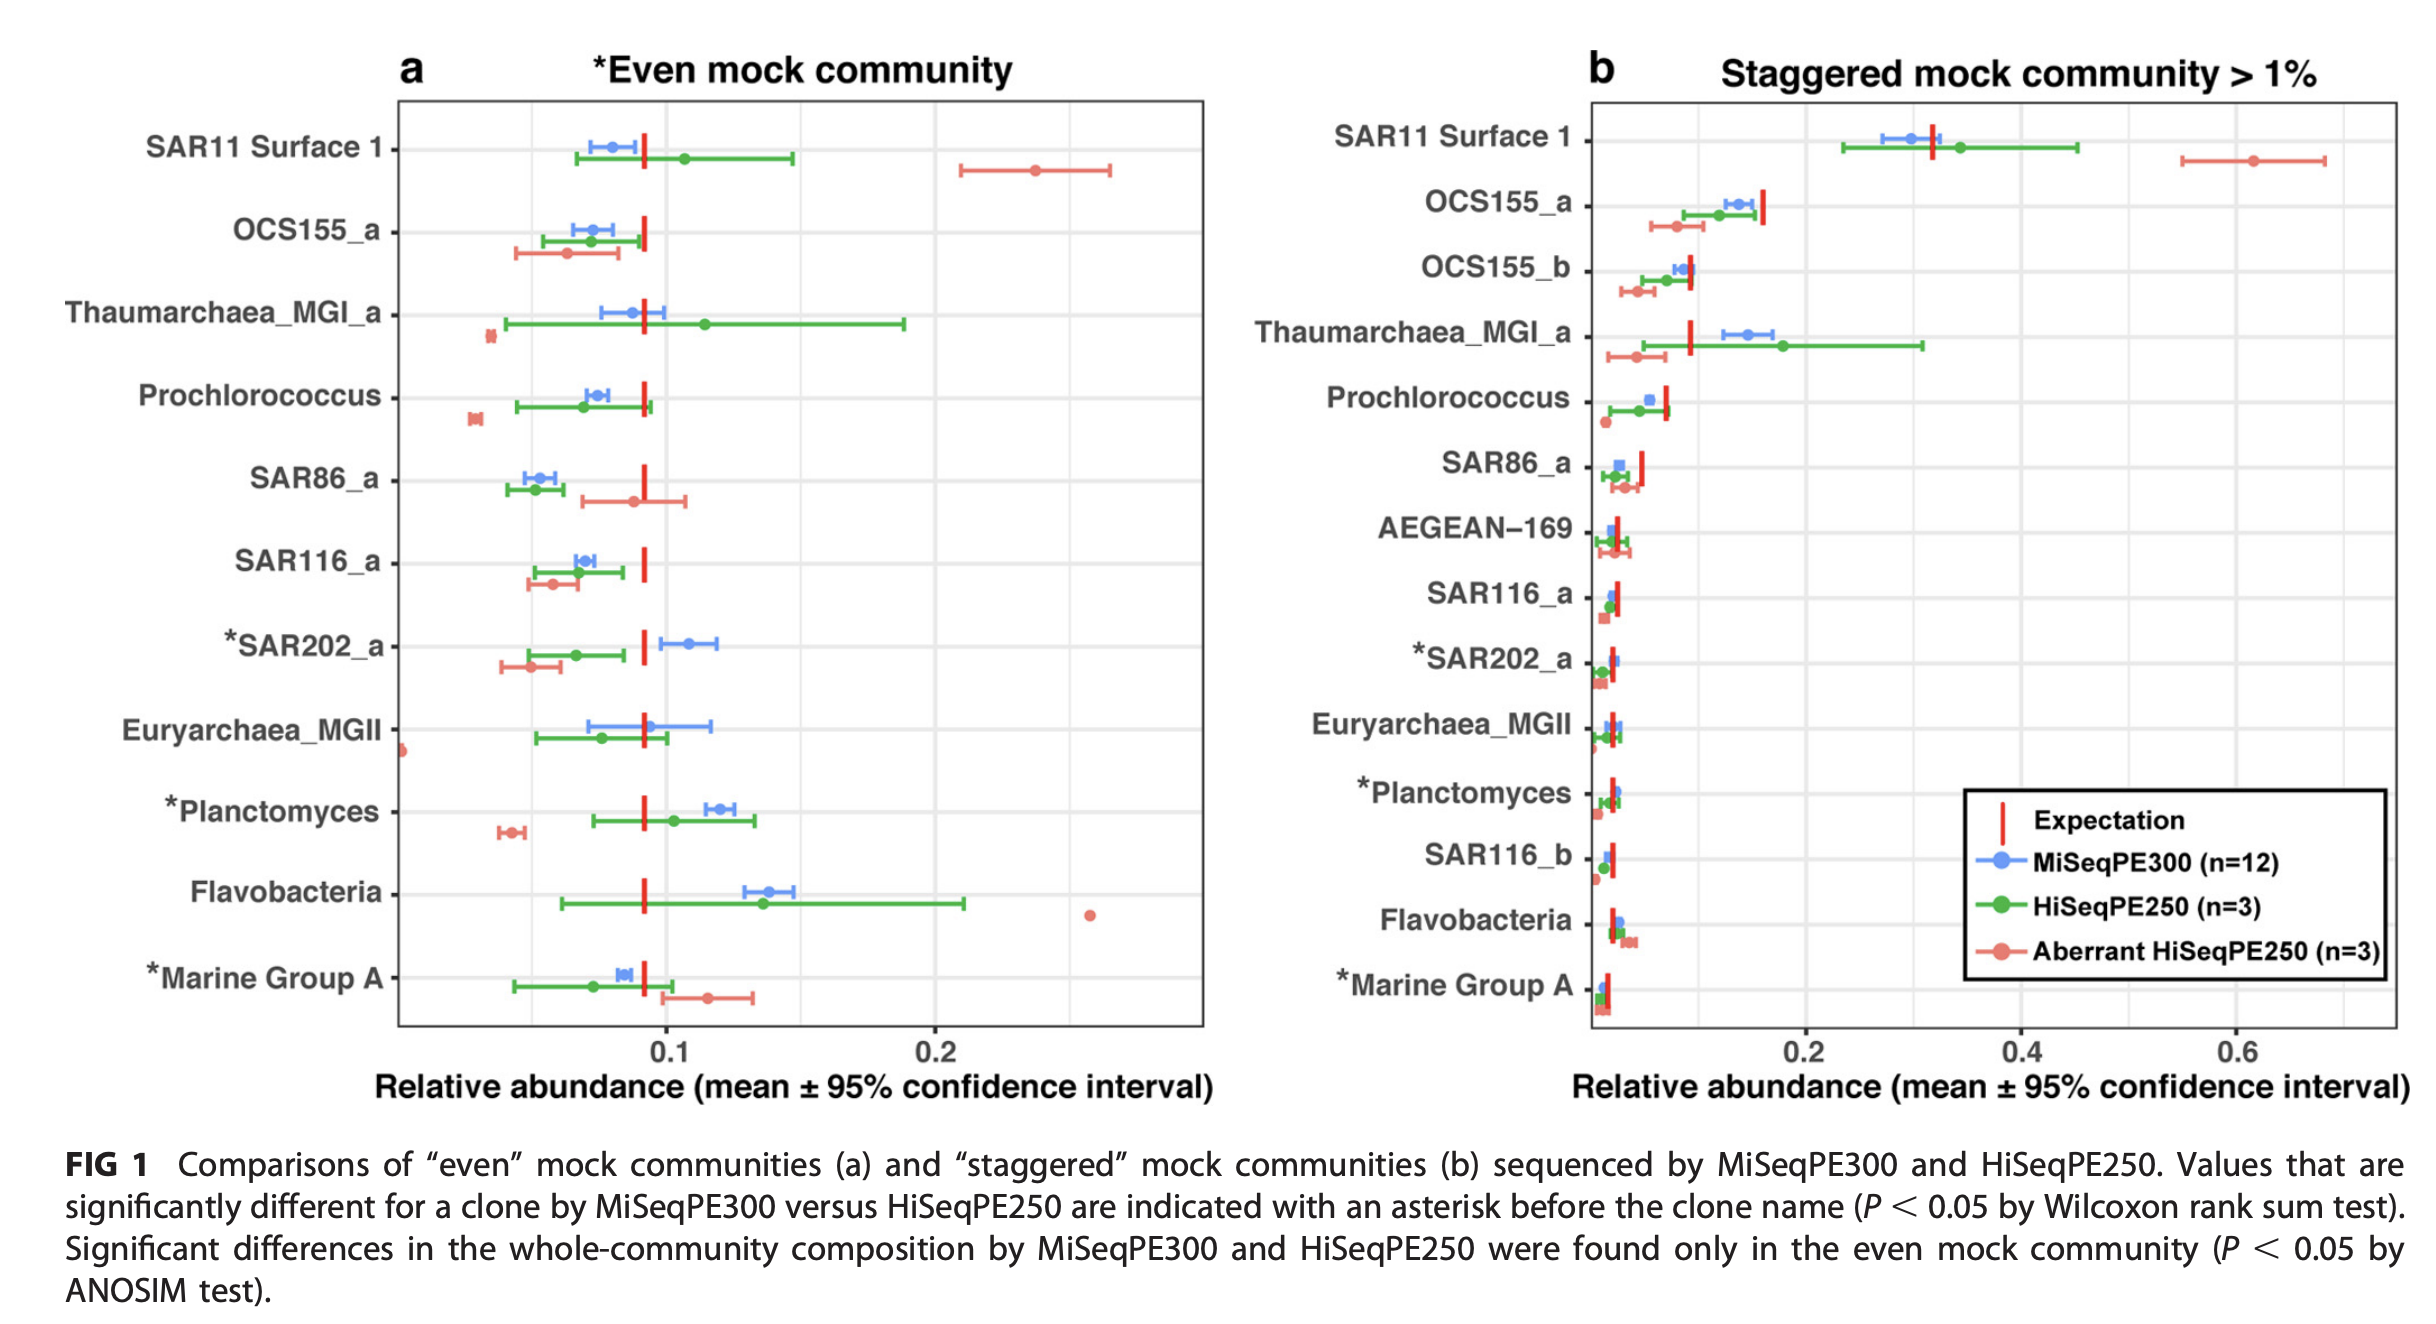 a
*Even mock community
SAR11 Surface 1
OCS155_a
Thaumarchaea_MGI_a
Prochlorococcus
SAR86_a
SAR116_a
*SAR202_a
Euryarchaea_MGII
*Planctomyces
Flavobacteria
*Marine Group A
0.1
0.2
Relative abundance (mean ± 95% confidence interval)
b
Staggered mock community > 1%
SAR11 Surface 1
OCS155_a
OCS155_b
Thaumarchaea_MGI_a
Prochlorococcus
SAR86_a
AEGEAN−169
SAR116_a
*SAR202_a
Euryarchaea_MGII
*Planctomyces
SAR116_b
Flavobacteria
*Marine Group A
Expectation
MiSeqPE300 (n=12)
HiSeqPE250 (n=3)
Aberrant HiSeqPE250 (n=3)
0.2
0.4
0.6
Relative abundance (mean ± 95% confidence interval)
FIG 1 Comparisons of “even” mock communities (a) and “staggered” mock communities (b) sequenced by MiSeqPE300 and HiSeqPE250. Values that are
significantly different for a clone by MiSeqPE300 versus HiSeqPE250 are indicated with an asterisk before the clone name (P < 0.05 by Wilcoxon rank sum test).
Significant differences in the whole-community composition by MiSeqPE300 and HiSeqPE250 were found only in the even mock community (P < 0.05 by
ANOSIM test).